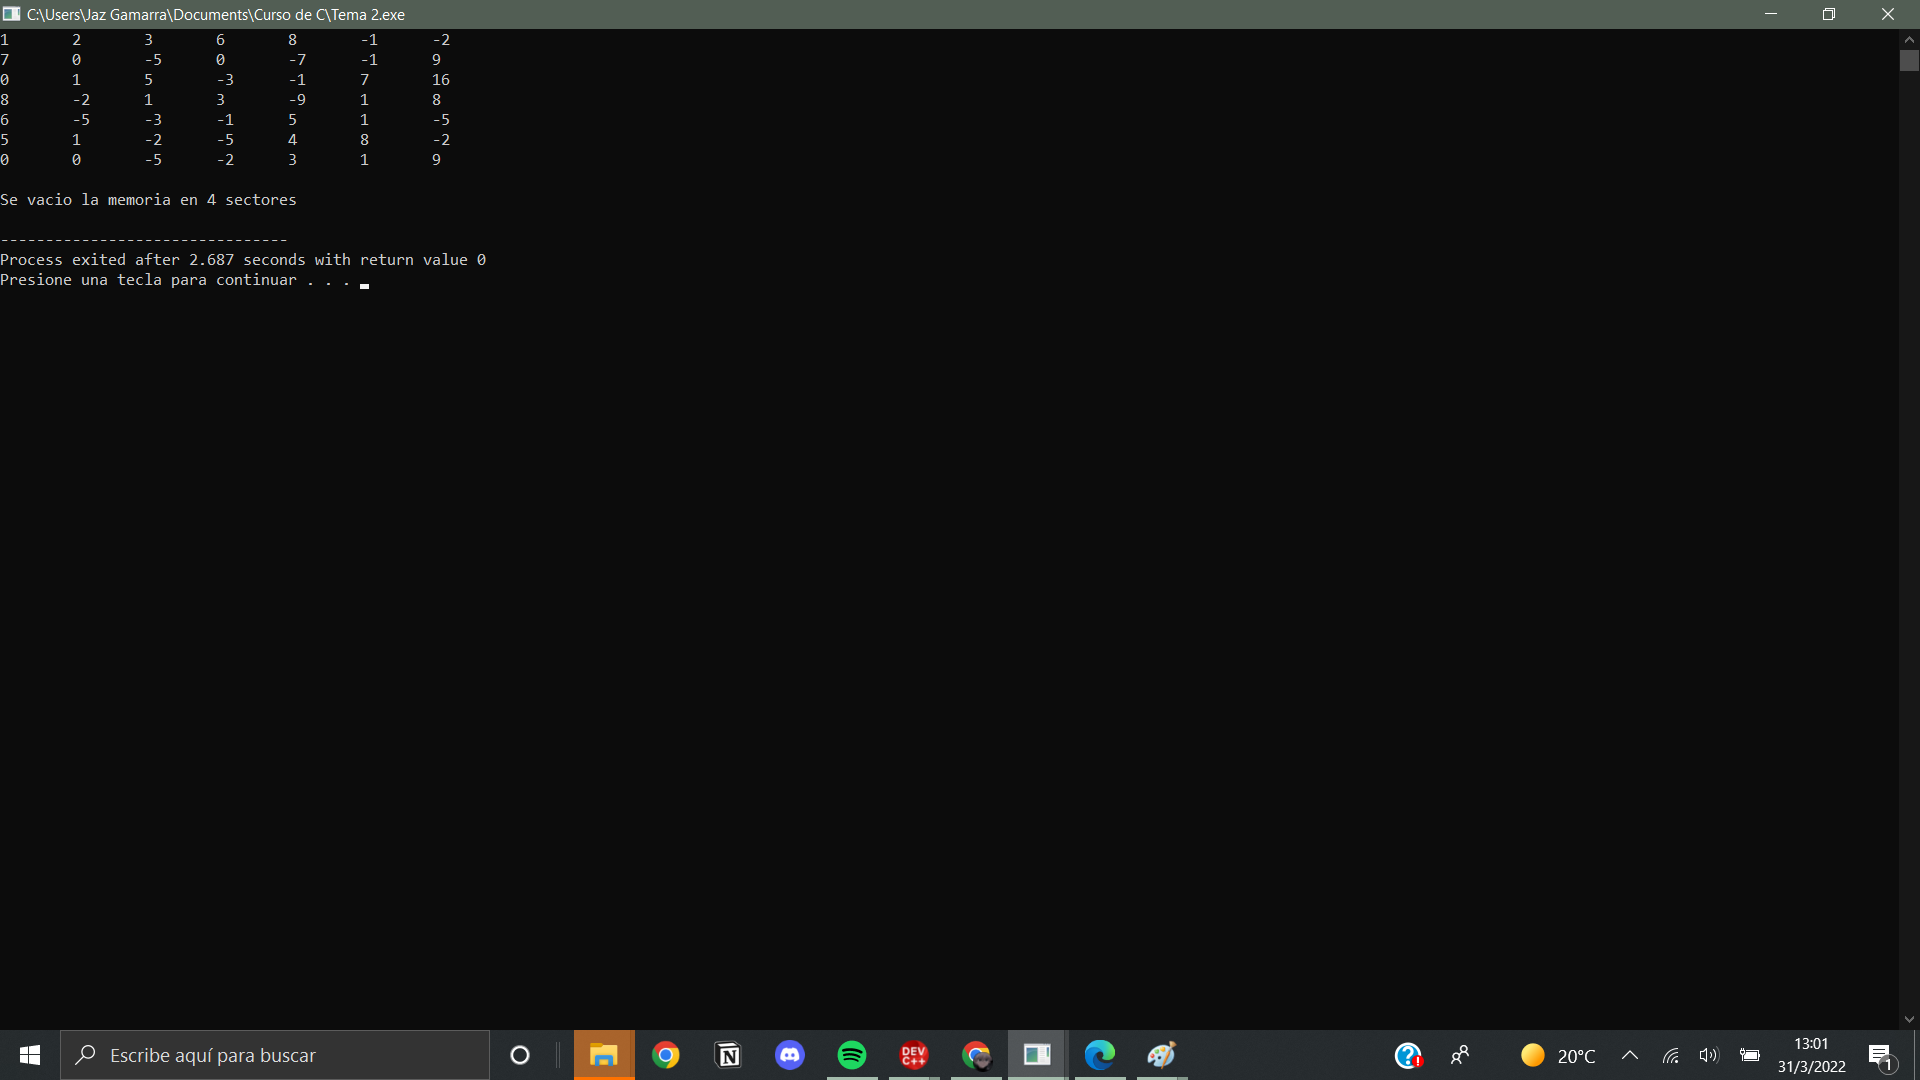 C:\Users\Jaz Gamarra\Documents\Curso de C\Tema 2.exe
1 2 3 6 8 -1 -2
7 0 -5 0 -7 -1 9
0 1 5 -3 -1 7 16
8 -2 1 3 -9 1 8
6 -5 -3 -1 5 1 -5
5 1 -2 -5 4 8 -2
0 0 -5 -2 3 1 9
Se vacio la memoria en 4 sectores
--------------------------------
Process exited after 2.687 seconds with return value 0
Presione una tecla para continuar . . .
Escribe aquí para buscar
DEV C++
20°C
13:01
31/3/2022
1